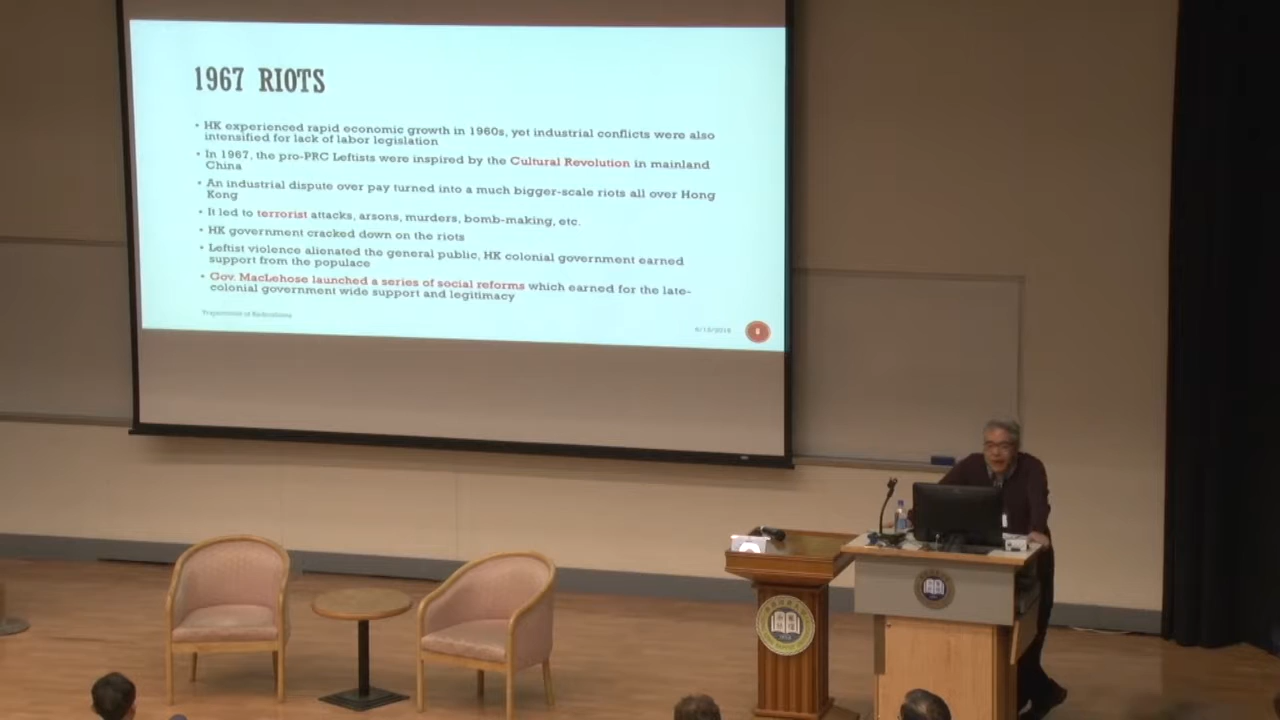 1967 RIOTS
• HK experienced rapid economic growth in 1960s, yet industrial conflicts were also
intensified for lack of labor legislation
• In 1967, the pro-PRC Leftists were inspired by the Cultural Revolution in mainland
China
• An industrial dispute over pay turned into a much bigger-scale riots all over Hong
Kong
• It led to terrorist attacks, arsons, murders, bomb-making, etc.
• HK government cracked down on the riots
• Leftist violence alienated the general public, HK colonial government earned
support from the populace
• Gov. MacLehose launched a series of social reforms which earned for the late-
colonial government wide support and legitimacy
8